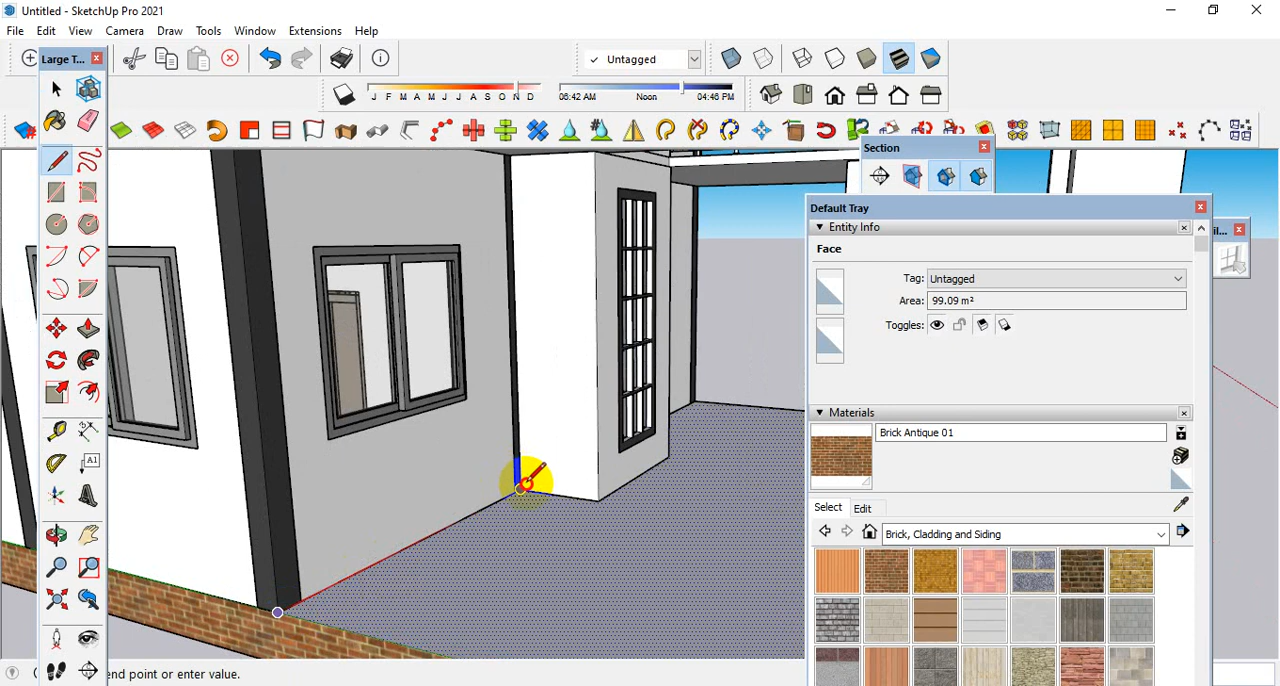 Untitled - SketchUp Pro 2021
File Edit View Camera Draw Tools Window Extensions Help
Large T...
Untagged
J F M A M J J A S O N D 06:42 AM Noon 04:46 PM
Section
Default Tray
Entity Info
Face
Tag: Untagged
Area: 99.09 m²
Toggles:
Materials
Brick Antique 01
Select Edit
Brick, Cladding and Siding
A1
end point or enter value.